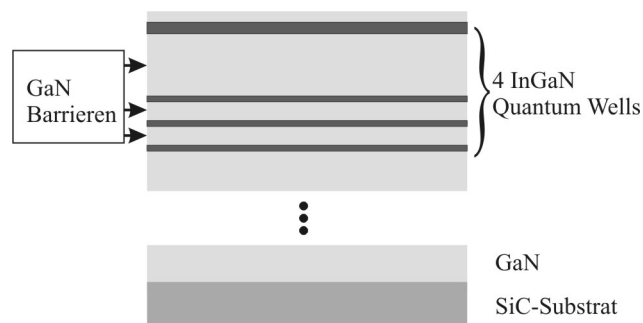 GaN
Barrieren
4 InGaN
Quantum Wells
GaN
SiC-Substrat